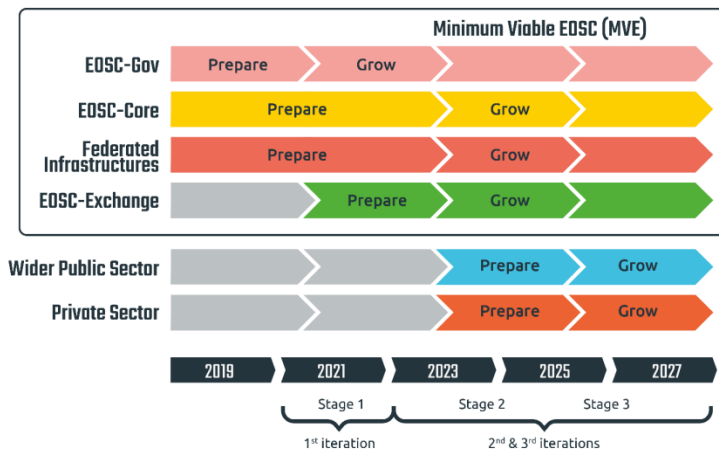 Minimum Viable EOSC (MVE)
EOSC-Gov Prepare Grow
EOSC-Core Prepare Grow
Federated
Infrastructures Prepare Grow
EOSC-Exchange Prepare Grow
Wider Public Sector Prepare Grow
Private Sector Prepare Grow
2019 2021 2023 2025 2027
Stage 1 Stage 2 Stage 3
1st iteration 2nd & 3rd iterations